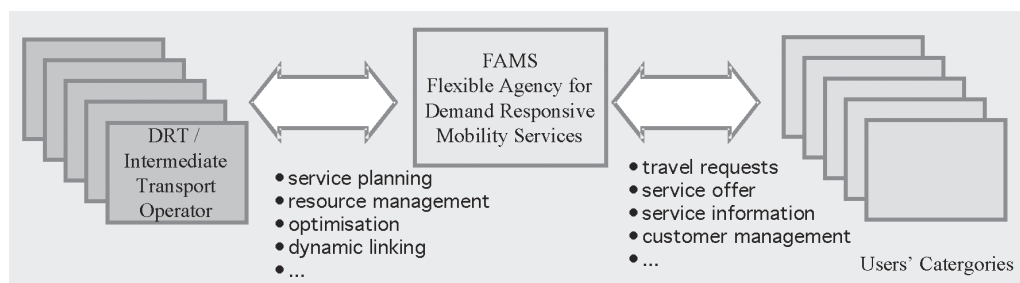 DRT /
Intermediate
Transport
Operator
• service planning
• resource management
• optimisation
• dynamic linking
• ...
FAMS
Flexible Agency for
Demand Responsive
Mobility Services
• travel requests
• service offer
• service information
• customer management
• ...
Users' Catergories